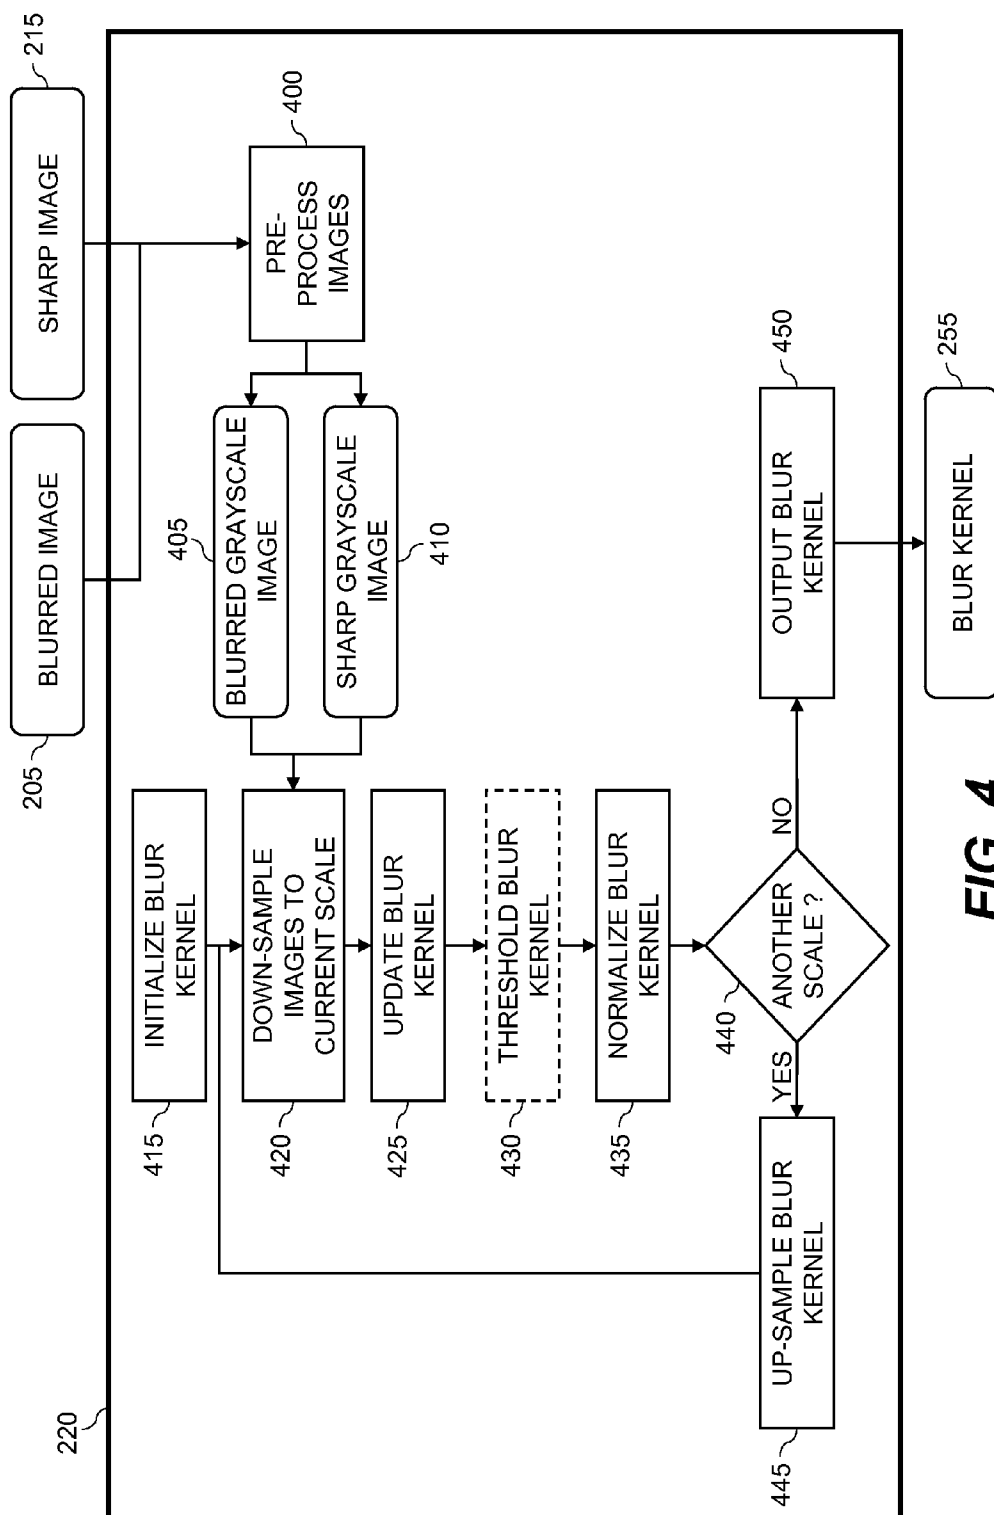 BLURRED IMAGE
205
SHARP IMAGE
215
220
PRE-
PROCESS
IMAGES
400
405
BLURRED GRAYSCALE
IMAGE
SHARP GRAYSCALE
IMAGE
410
INITIALIZE BLUR
KERNEL
415
DOWN-SAMPLE
IMAGES TO
CURRENT SCALE
420
UPDATE BLUR
KERNEL
425
THRESHOLD BLUR
KERNEL
430
NORMALIZE BLUR
KERNEL
435
440
ANOTHER
SCALE ?
YES
NO
UP-SAMPLE BLUR
KERNEL
445
OUTPUT BLUR
KERNEL
450
BLUR KERNEL
255
FIG. 4